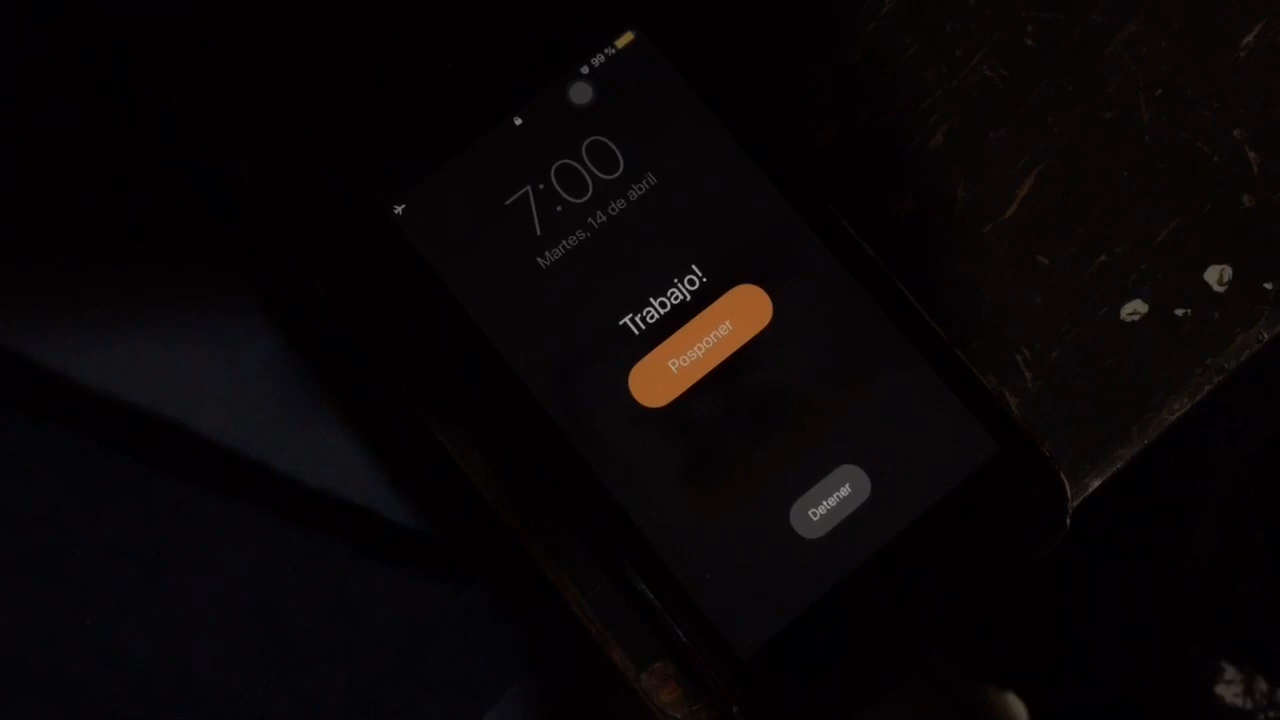 99 %
7:00
Martes, 14 de abril
Trabajo!
Posponer
Detener